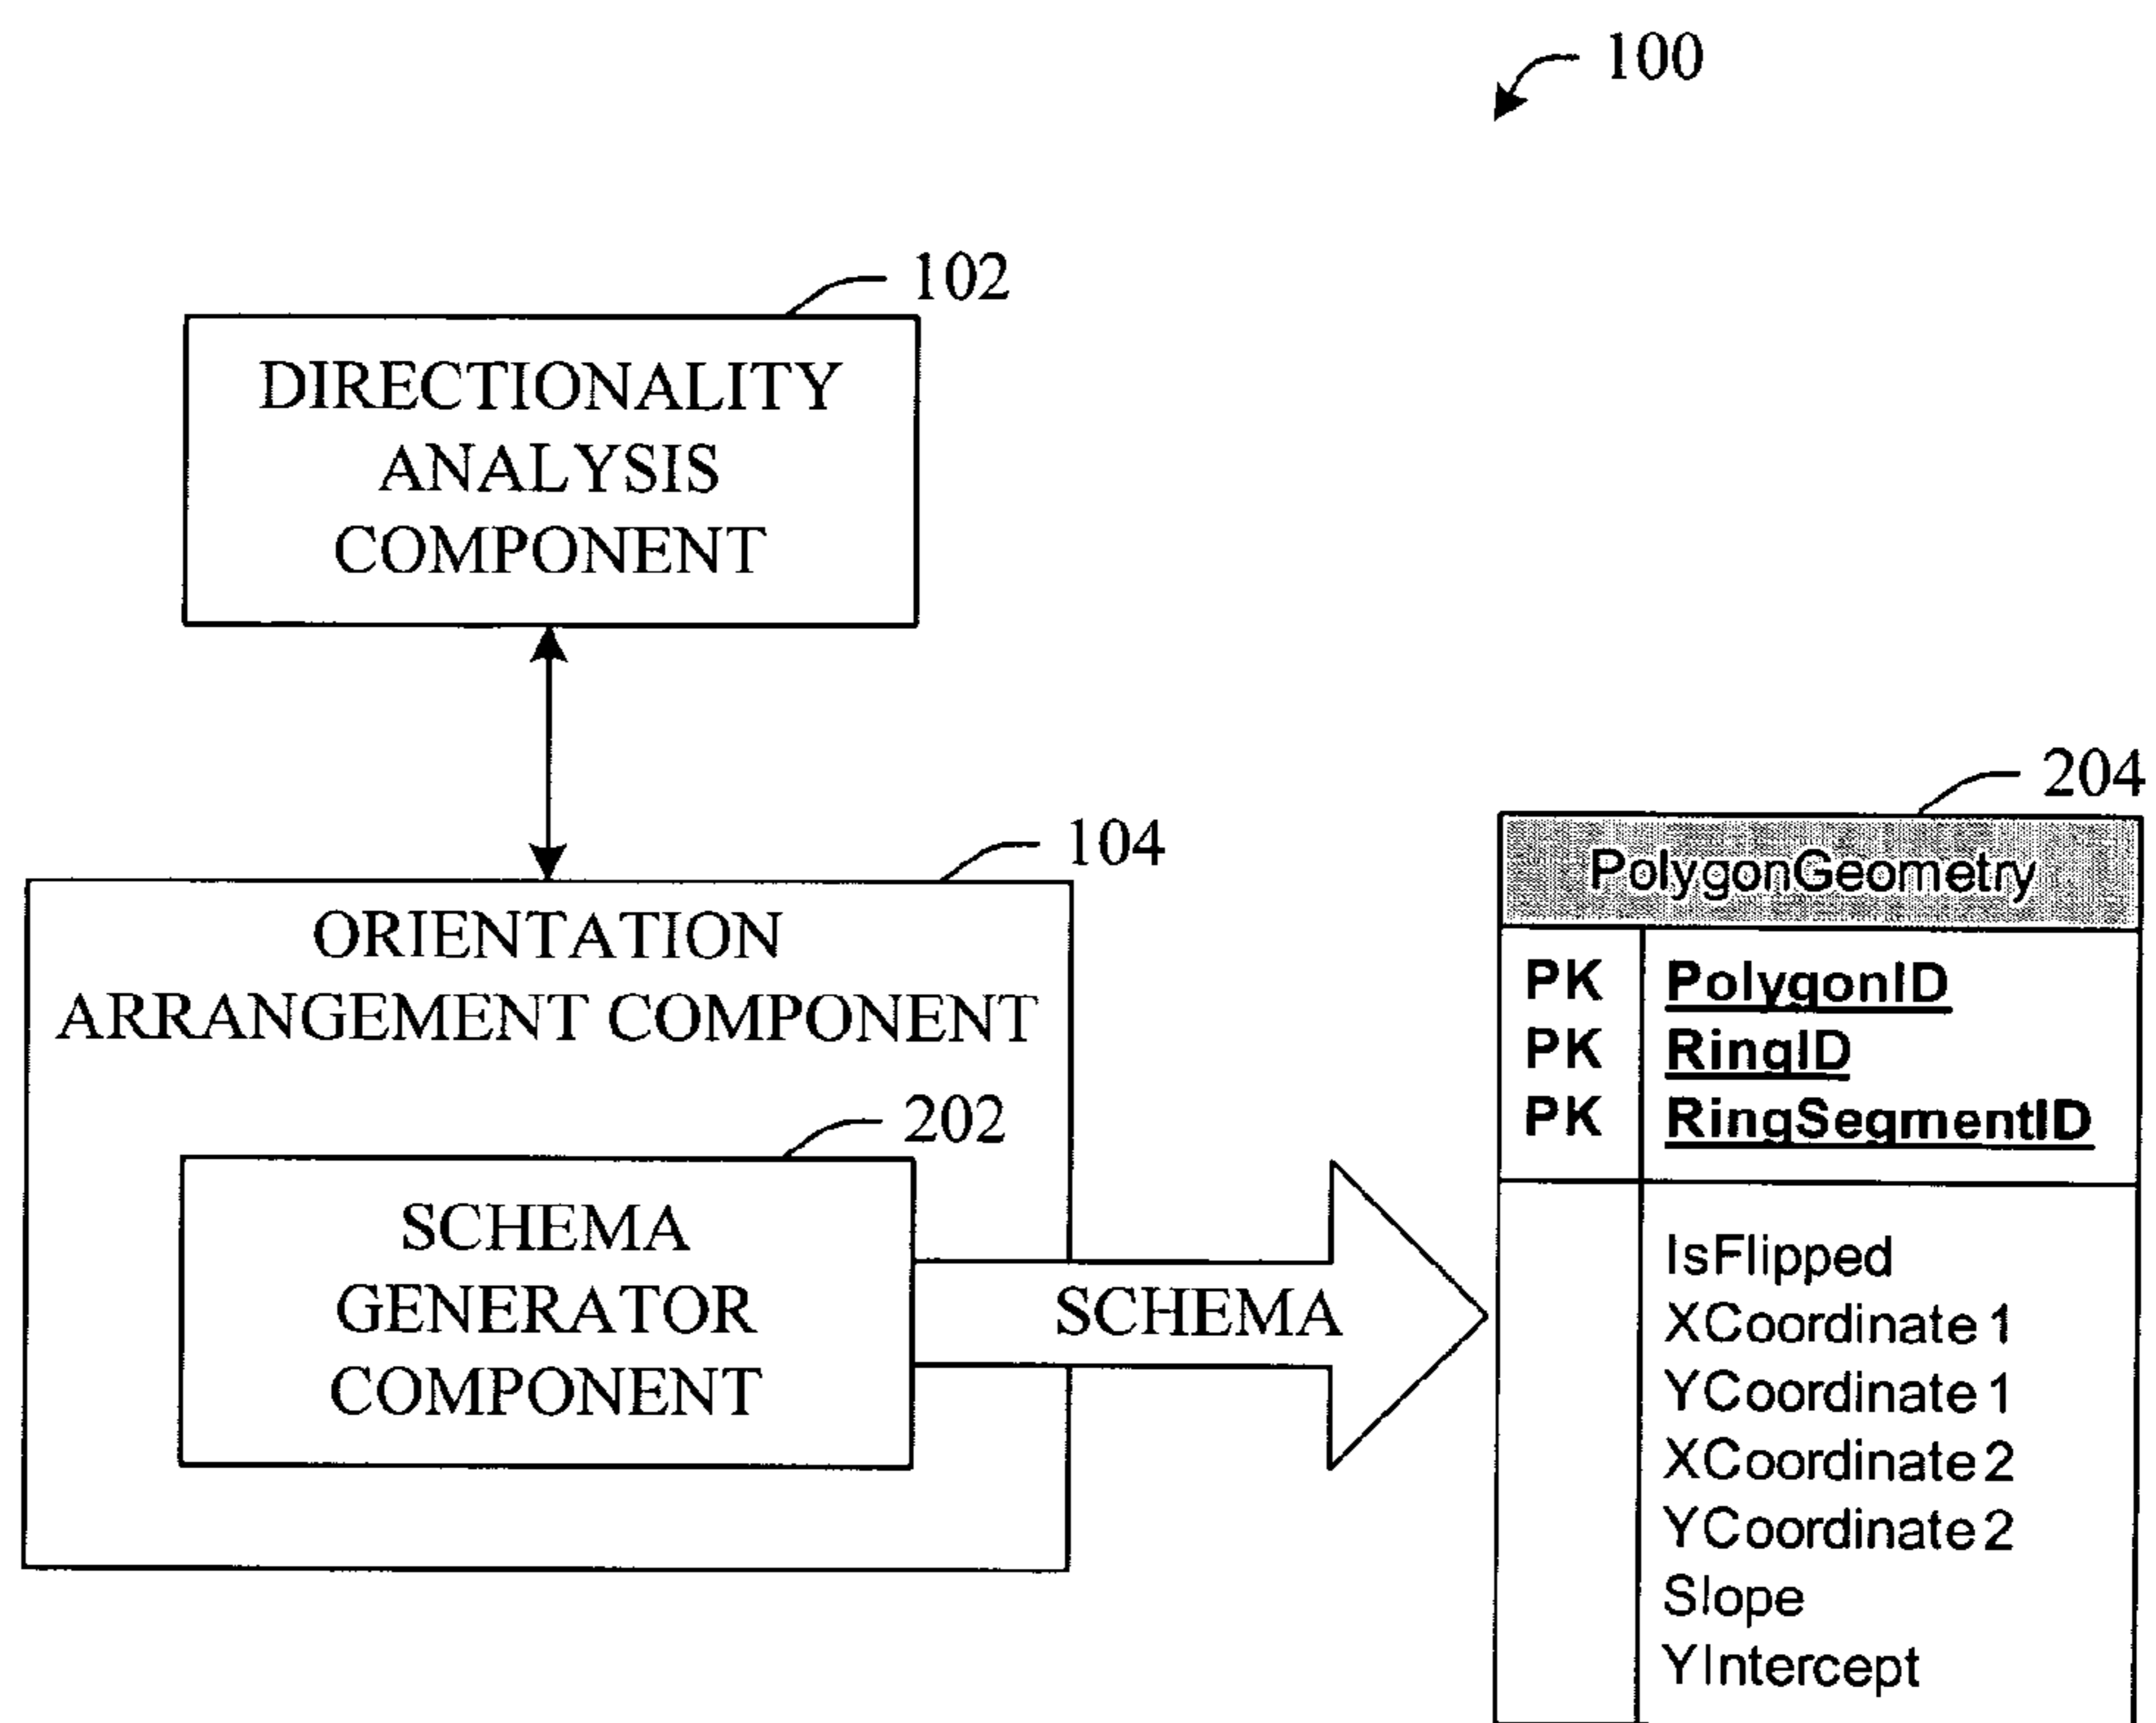 100
102
DIRECTIONALITY
ANALYSIS
COMPONENT
104
ORIENTATION
ARRANGEMENT COMPONENT
202
SCHEMA
GENERATOR
COMPONENT
SCHEMA
204
PolygonGeometry
PK PolygonID
PK RingID
PK RingSegmentID
IsFlipped
XCoordinate1
YCoordinate1
XCoordinate2
YCoordinate2
Slope
YIntercept